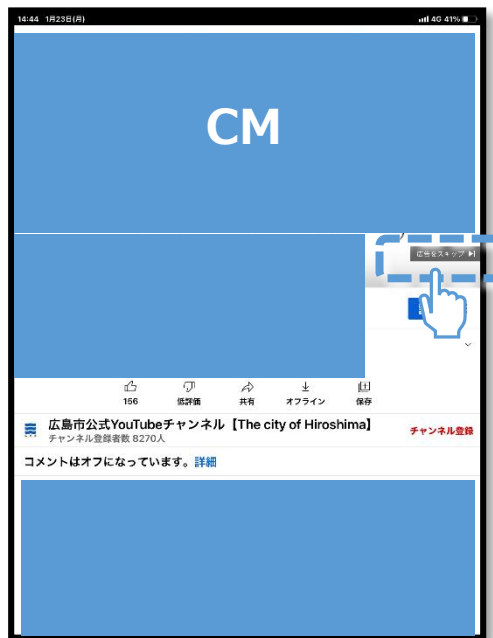 14:44 1月23日(月)
4G 41%
CM
広告をスキップ
156 低評価 共有 オフライン 保存
広島市公式YouTubeチャンネル【The city of Hiroshima】
チャンネル登録者数 8270人
チャンネル登録
コメントはオフになっています。詳細